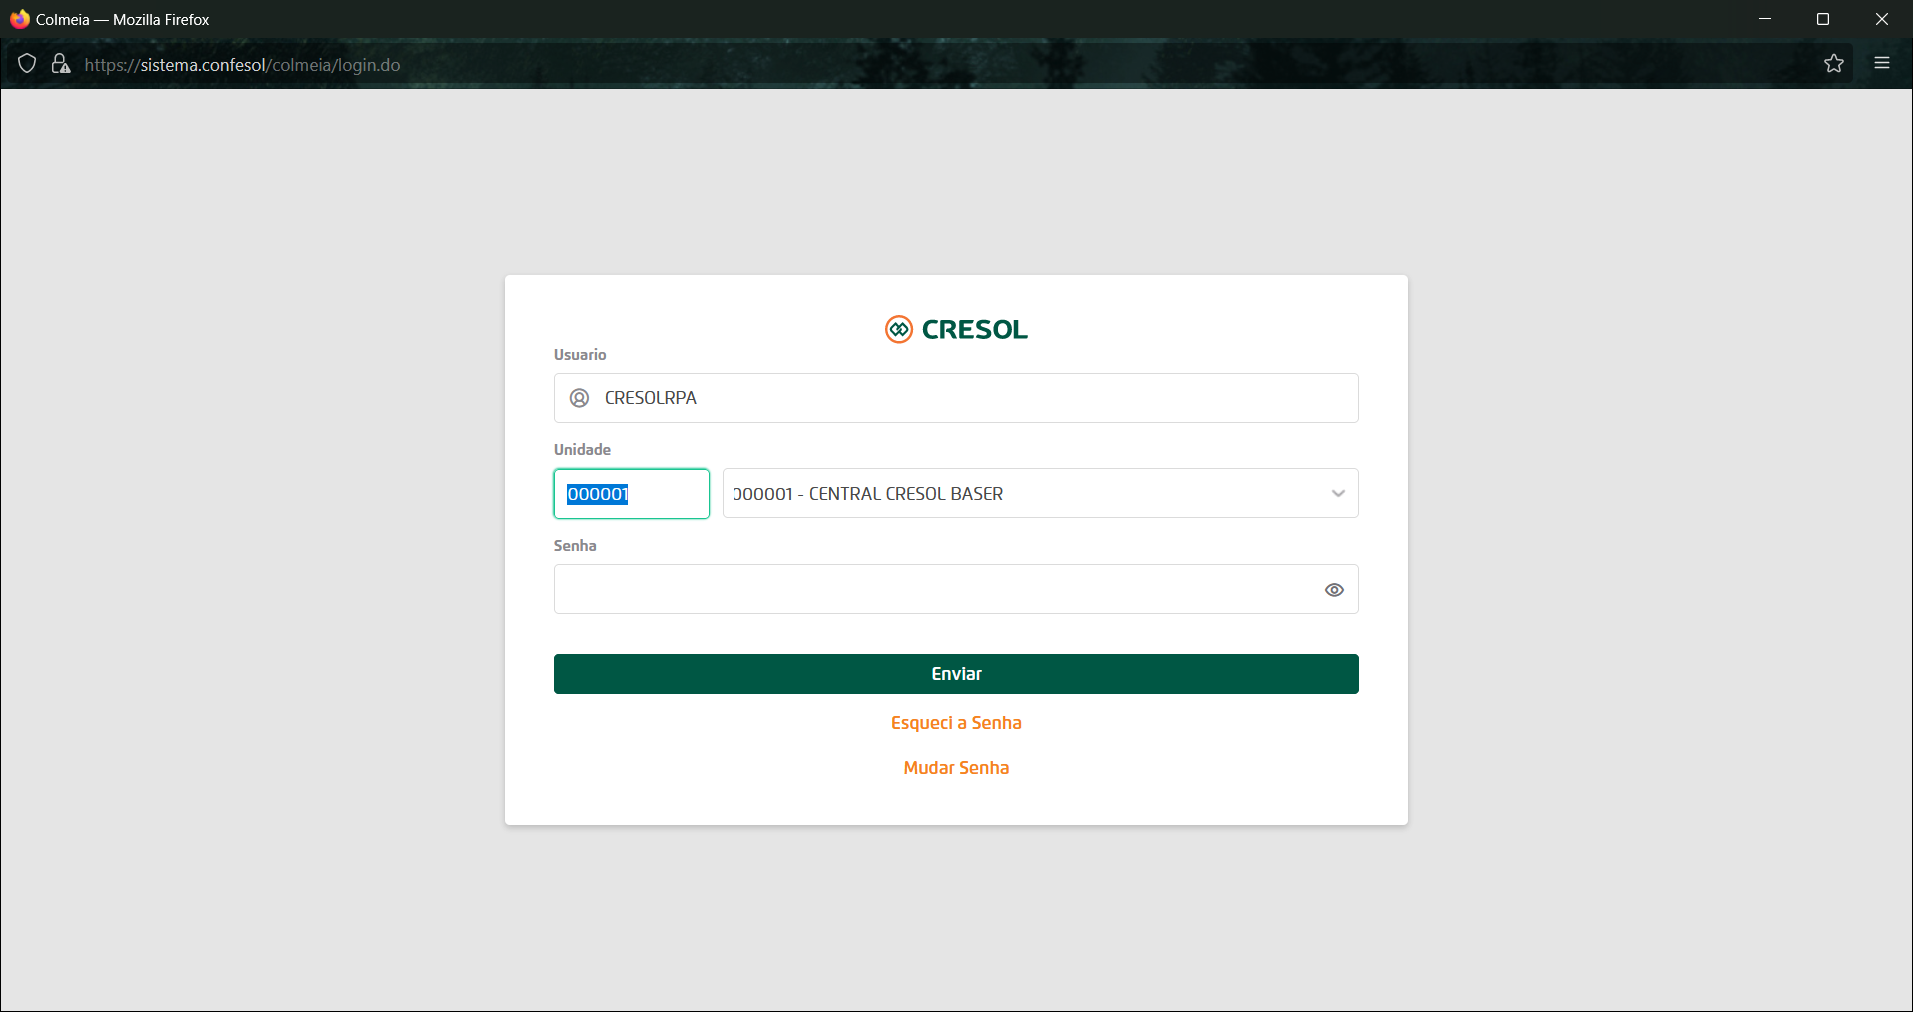 Colmeia — Mozilla Firefox
https://sistema.confesol/colmeia/login.do
CRESOL
Usuario
CRESOLRPA
Unidade
000001
000001 - CENTRAL CRESOL BASER
Senha
Enviar
Esqueci a Senha
Mudar Senha